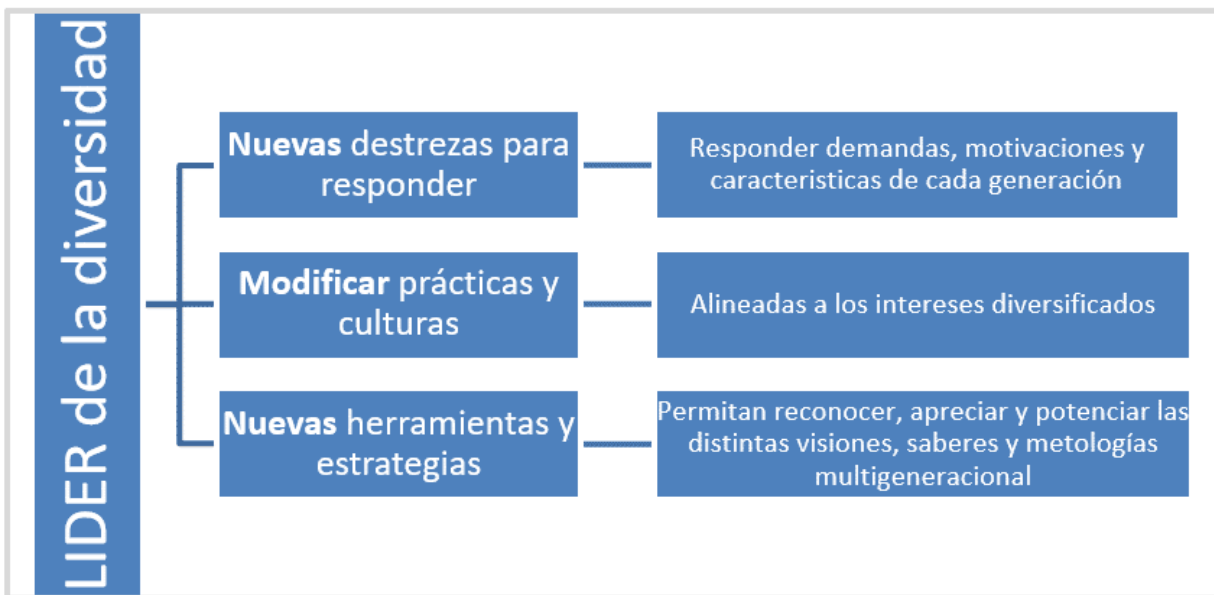 LIDER de la diversidad
Nuevas destrezas para
responder
Responder demandas, motivaciones y
caracteristicas de cada generación
Modificar prácticas y
culturas
Alineadas a los intereses diversificados
Nuevas herramientas y
estrategias
Permitan reconocer, apreciar y potenciar las
distintas visiones, saberes y metologías
multigeneracional